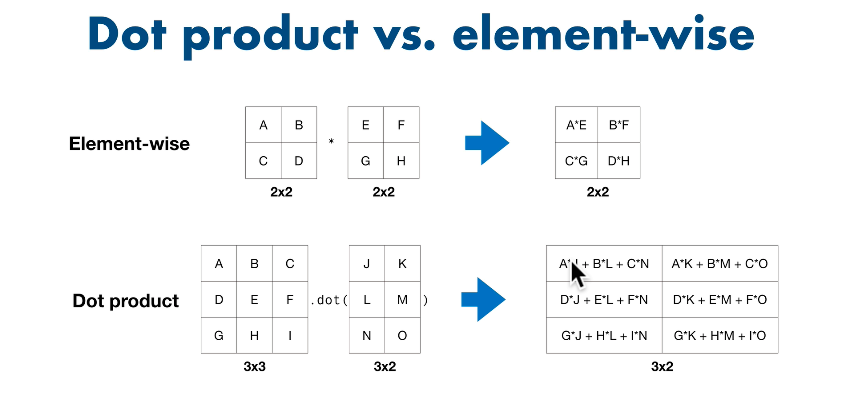 Dot product vs. element-wise
Element-wise
A B
C D
2x2
*
E F
G H
2x2
A*E B*F
C*G D*H
2x2
Dot product
A B C
D E F
G H I
3x3
.dot(
J K
L M
N O
)
3x2
A*J + B*L + C*N A*K + B*M + C*O
D*J + E*L + F*N D*K + E*M + F*O
G*J + H*L + I*N G*K + H*M + I*O
3x2